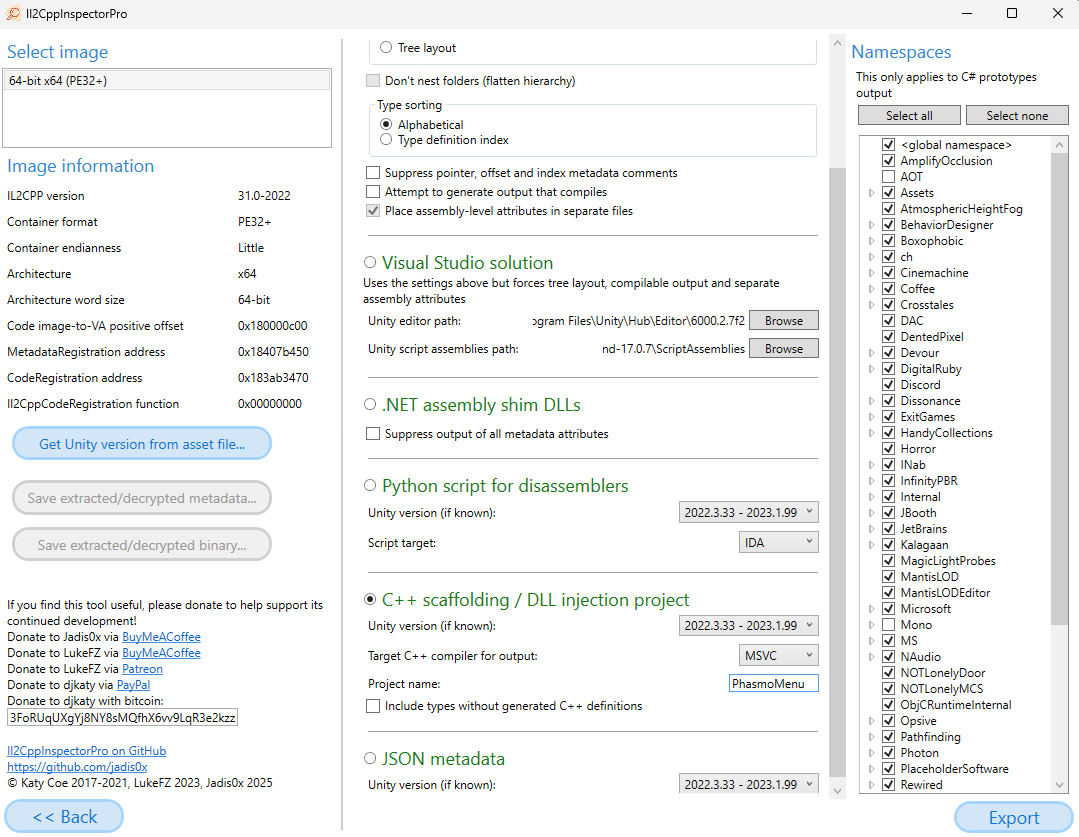 Il2CppInspectorPro
Select image
64-bit x64 (PE32+)
Image information
IL2CPP version 31.0-2022
Container format PE32+
Container endianness Little
Architecture x64
Architecture word size 64-bit
Code image-to-VA positive offset 0x180000c00
MetadataRegistration address 0x18407b450
CodeRegistration address 0x183ab3470
Il2CppCodeRegistration function 0x00000000
Get Unity version from asset file...
Save extracted/decrypted metadata...
Save extracted/decrypted binary...
If you find this tool useful, please donate to help support its
continued development!
Donate to Jadis0x via BuyMeACoffee
Donate to LukeFZ via BuyMeACoffee
Donate to LukeFZ via Patreon
Donate to djkaty via PayPal
Donate to djkaty with bitcoin:
3FoRUqUXgYj8NY8sMQfhX6vv9LqR3e2kzz
Il2CppInspectorPro on GitHub
https://github.com/jadis0x
© Katy Coe 2017-2021, LukeFZ 2023, Jadis0x 2025
<< Back
Tree layout
Don't nest folders (flatten hierarchy)
Type sorting
Alphabetical
Type definition index
Suppress pointer, offset and index metadata comments
Attempt to generate output that compiles
Place assembly-level attributes in separate files
Visual Studio solution
Uses the settings above but forces tree layout, compilable output and separate
assembly attributes
Unity editor path: ogram Files\Unity\Hub\Editor\6000.2.7f2 Browse
Unity script assemblies path: nd-17.0.7\ScriptAssemblies Browse
.NET assembly shim DLLs
Suppress output of all metadata attributes
Python script for disassemblers
Unity version (if known): 2022.3.33 - 2023.1.99
Script target: IDA
C++ scaffolding / DLL injection project
Unity version (if known): 2022.3.33 - 2023.1.99
Target C++ compiler for output: MSVC
Project name: PhasmoMenu
Include types without generated C++ definitions
JSON metadata
Unity version (if known): 2022.3.33 - 2023.1.99
Namespaces
This only applies to C# prototypes
output
Select all Select none
<global namespace>
AmplifyOcclusion
AOT
Assets
AtmosphericHeightFog
BehaviorDesigner
Boxophobic
ch
Cinemachine
Coffee
Crosstales
DAC
DentedPixel
Devour
DigitalRuby
Discord
Dissonance
ExitGames
HandyCollections
Horror
INab
InfinityPBR
Internal
JBooth
JetBrains
Kalagaan
MagicLightProbes
MantisLOD
MantisLODEditor
Microsoft
Mono
MS
NAudio
NOTLonelyDoor
NOTLonelyMCS
ObjCRuntimeInternal
Opsive
Pathfinding
Photon
PlaceholderSoftware
Rewired
Export